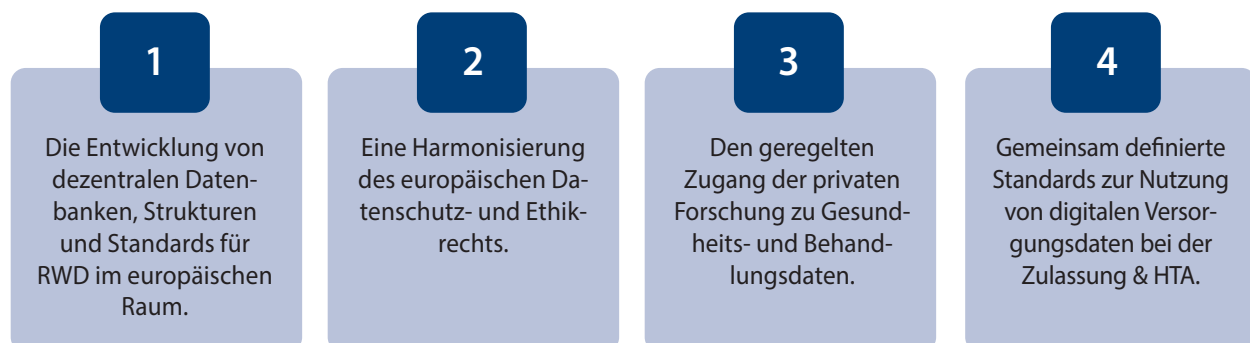 1
Die Entwicklung von
dezentralen Daten-
banken, Strukturen
und Standards für
RWD im europäischen
Raum.
2
Eine Harmonisierung
des europäischen Da-
tenschutz- und Ethik-
rechts.
3
Den geregelten
Zugang der privaten
Forschung zu Gesund-
heits- und Behand-
lungsdaten.
4
Gemeinsam definierte
Standards zur Nutzung
von digitalen Versor-
gungsdaten bei der
Zulassung & HTA.